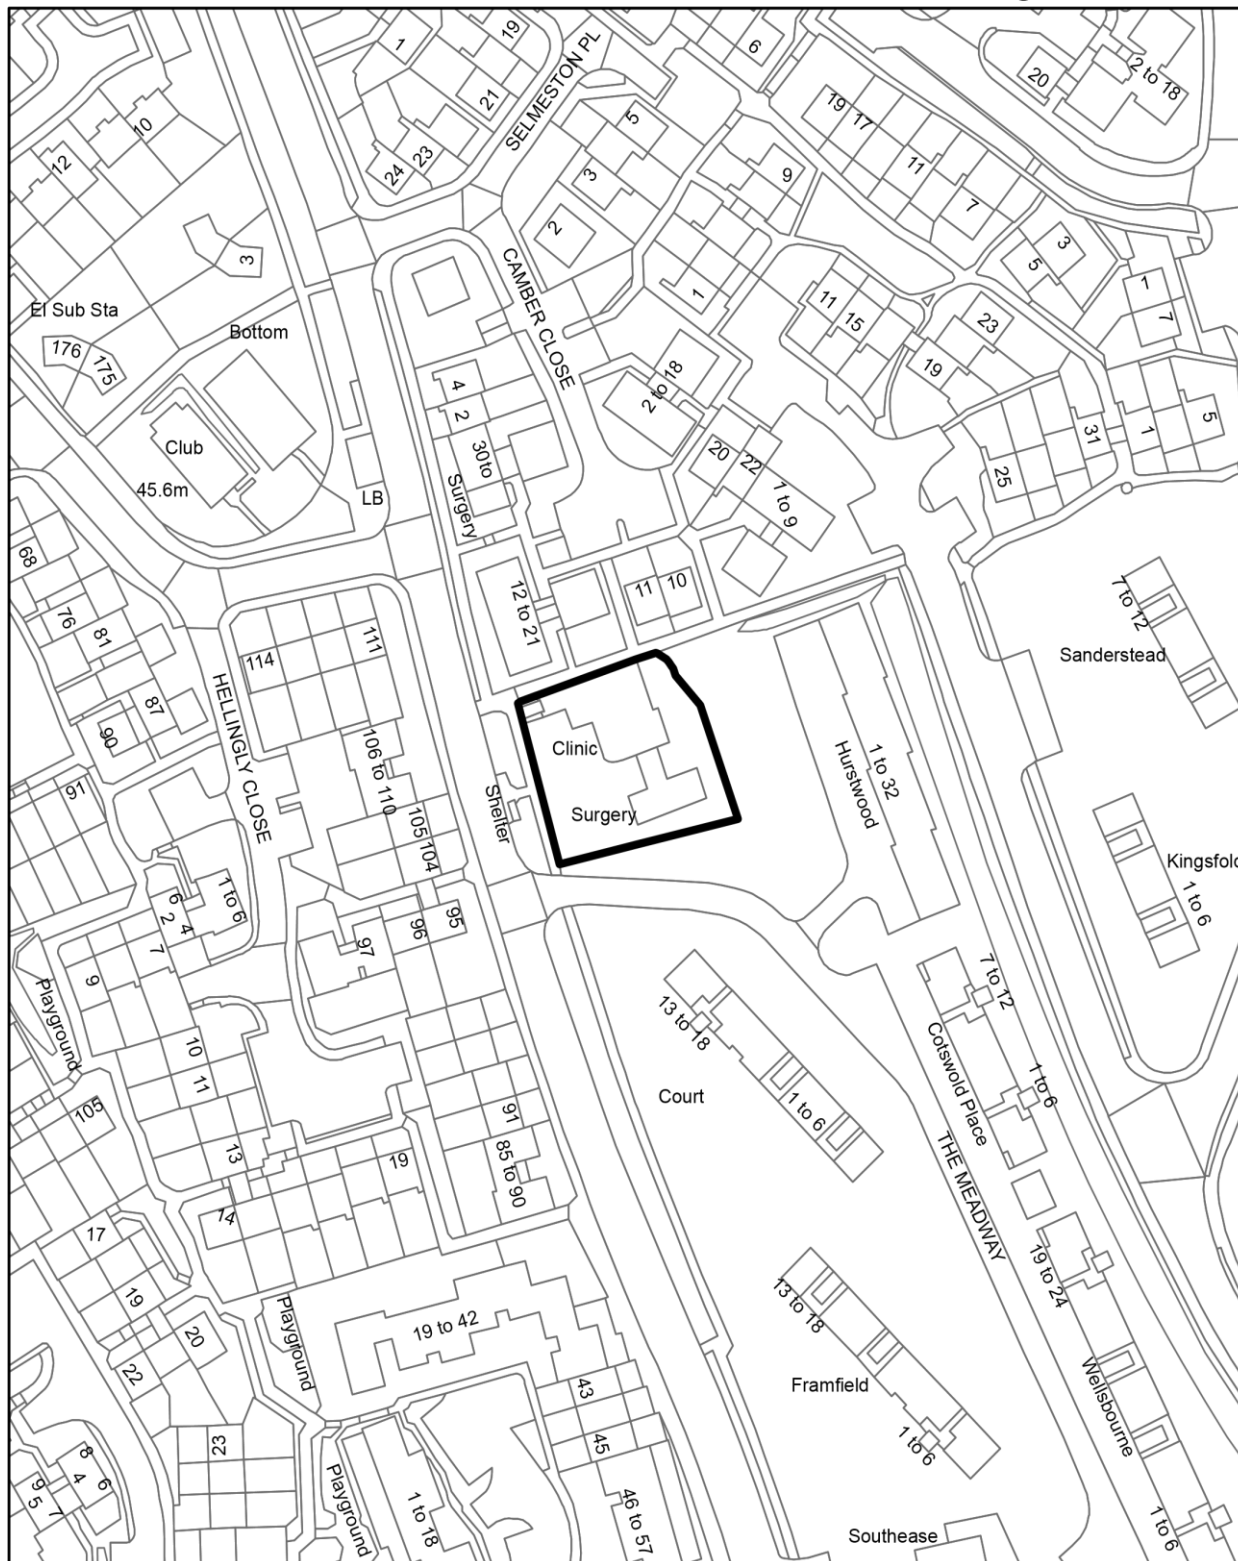 1
19
21
SELMESTON PL
6
20
2 to 18
10
12
24
23
5
3
2
19
17
11
7
9
3
CAMBER CLOSE
1
3
5
1
7
El Sub Sta
Bottom
176
175
11
15
23
19
4
2
2 to 18
Club
45.6m
LB
30to
Surgery
20
22
1 to 9
25
31
1
5
68
76
81
87
90
91
114
111
12 to 21
11
10
7 to 12
Sanderstead
HELLINGLY CLOSE
106 to 110
105
104
Shelter
Clinic
Surgery
1 to 32
Hurstwood
Kingsfold
1 to 6
6
2
4
1 to 6
7
9
Playground
97
96
95
13 to 18
7 to 12
10
11
13
105
14
19
91
85 to 90
Court
1 to 6
Cotswold Place
1 to 6
THE MEADWAY
17
19
20
22
Playground
19 to 42
13 to 18
Framfield
1 to 6
19 to 24
Wellsbourne
1 to 6
8
4
6
9
5
7
23
Playground
1 to 18
43
45
46 to 57
Southease